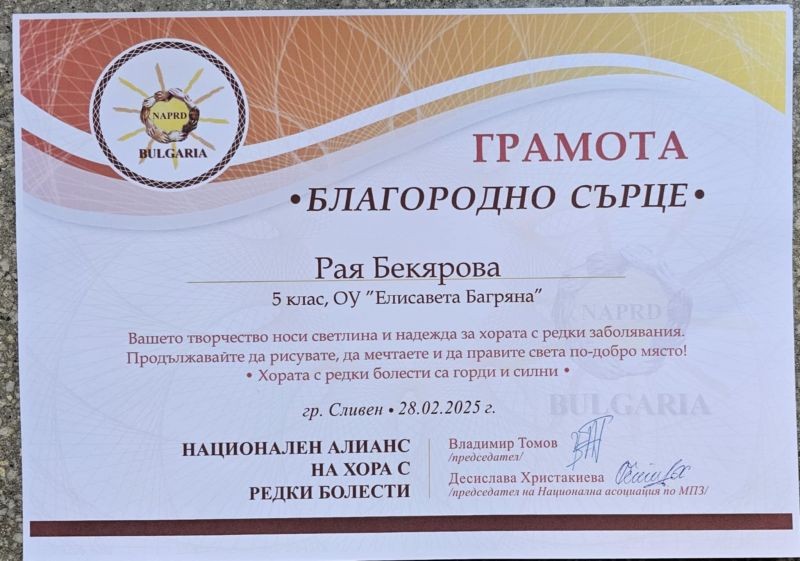 NAPRD
BULGARIA
ГРАМОТА
•БЛАГОРОДНО СЪРЦЕ•
Рая Бекярова
5 клас, ОУ ”Елисавета Багряна”
NAPRD
Вашето творчество носи светлина и надежда за хората с редки заболявания.
Продължавайте да рисувате, да мечтаете и да правите света по-добро място!
• Хората с редки болести са горди и силни •
BULGARIA
гр. Сливен • 28.02.2025 г.
НАЦИОНАЛЕН АЛИАНС
НА ХОРА С
РЕДКИ БОЛЕСТИ
Владимир Томов
/председател/
Десислава Христакиева
/председател на Национална асоциация по МПЗ/